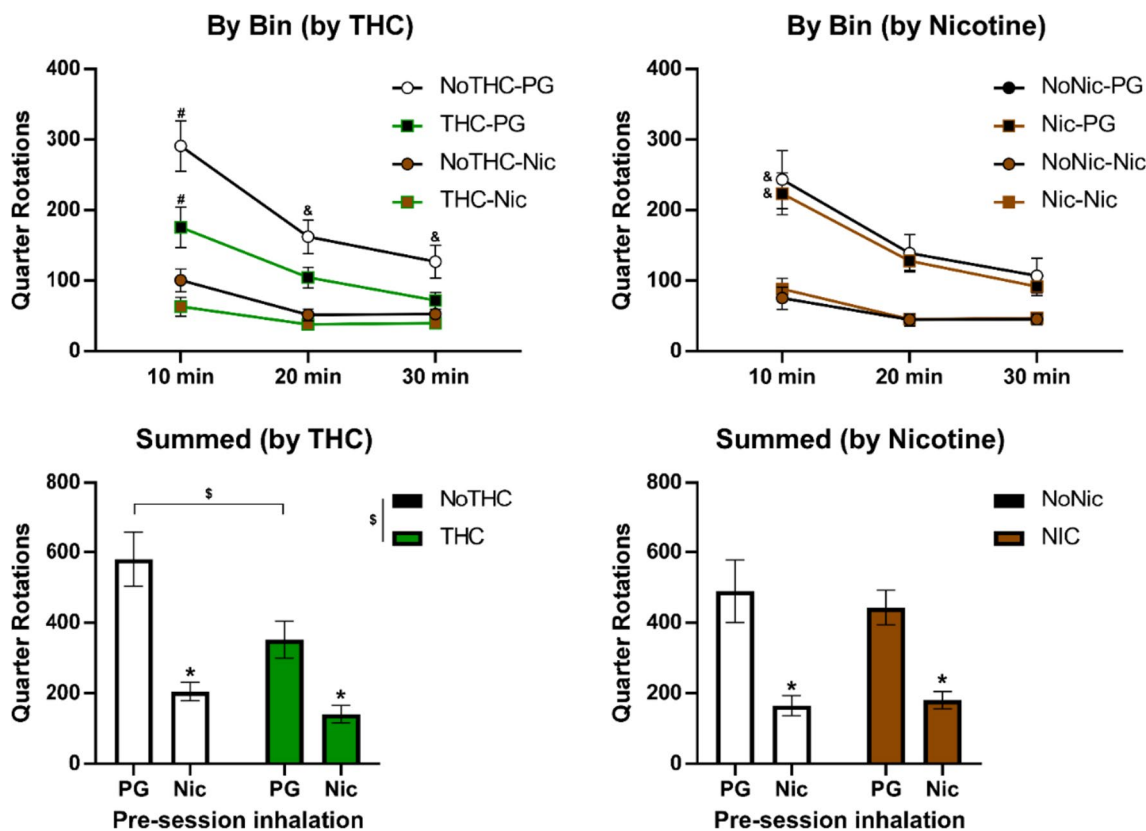 By Bin (by THC)
Quarter Rotations
400
300
200
100
0
10 min 20 min 30 min
NoTHC-PG
THC-PG
NoTHC-Nic
THC-Nic
#
#
&
&
By Bin (by Nicotine)
Quarter Rotations
400
300
200
100
0
10 min 20 min 30 min
NoNic-PG
Nic-PG
NoNic-Nic
Nic-Nic
&
&
Summed (by THC)
Quarter Rotations
800
600
400
200
0
PG Nic PG Nic
Pre-session inhalation
$
$
NoTHC
THC
*
*
Summed (by Nicotine)
Quarter Rotations
800
600
400
200
0
PG Nic PG Nic
Pre-session inhalation
NoNic
NIC
*
*